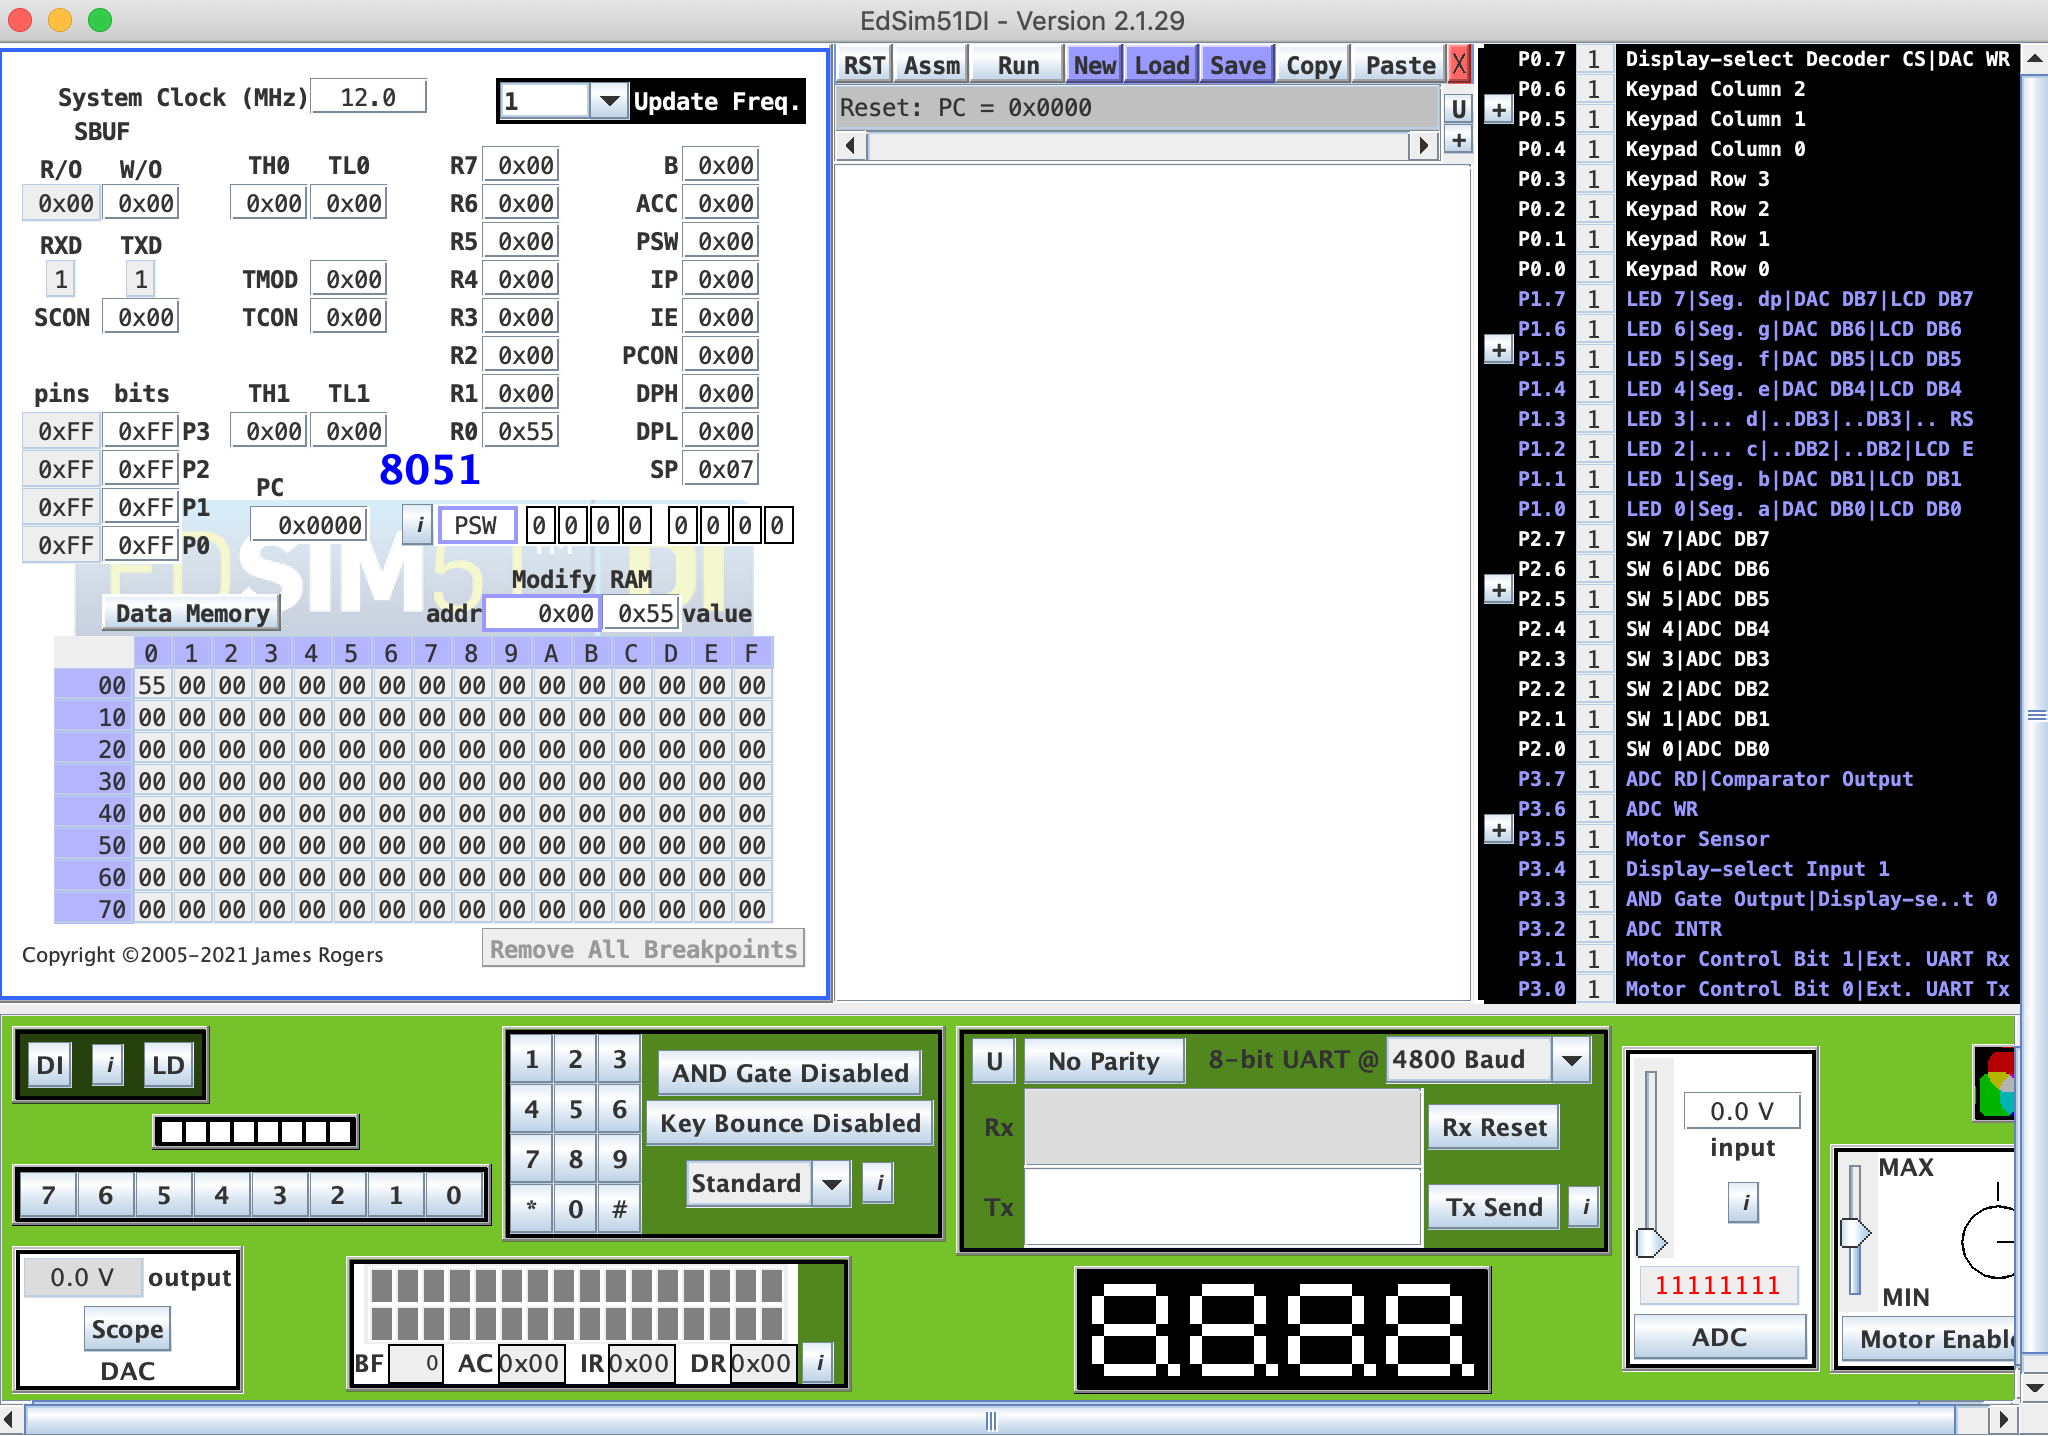 EdSim51DI - Version 2.1.29
System Clock (MHz) 12.0
1 Update Freq.
SBUF
R/O W/O TH0 TL0 R7 0x00 B 0x00
0x00 0x00 0x00 0x00 R6 0x00 ACC 0x00
RXD TXD R5 0x00 PSW 0x00
1 1 TMOD 0x00 R4 0x00 IP 0x00
SCON 0x00 TCON 0x00 R3 0x00 IE 0x00
R2 0x00 PCON 0x00
pins bits TH1 TL1 R1 0x00 DPH 0x00
0xFF 0xFF P3 0x00 0x00 R0 0x55 DPL 0x00
0xFF 0xFF P2 8051 SP 0x07
PC
0xFF 0xFF P1 0x0000 i PSW 0 0 0 0 0 0 0 0
0xFF 0xFF P0
EDSIM51™ DI
Modify RAM
Data Memory addr 0x00 0x55 value
0 1 2 3 4 5 6 7 8 9 A B C D E F
00 55 00 00 00 00 00 00 00 00 00 00 00 00 00 00 00
10 00 00 00 00 00 00 00 00 00 00 00 00 00 00 00 00
20 00 00 00 00 00 00 00 00 00 00 00 00 00 00 00 00
30 00 00 00 00 00 00 00 00 00 00 00 00 00 00 00 00
40 00 00 00 00 00 00 00 00 00 00 00 00 00 00 00 00
50 00 00 00 00 00 00 00 00 00 00 00 00 00 00 00 00
60 00 00 00 00 00 00 00 00 00 00 00 00 00 00 00 00
70 00 00 00 00 00 00 00 00 00 00 00 00 00 00 00 00
Copyright ©2005-2021 James Rogers Remove All Breakpoints
RST Assm Run New Load Save Copy Paste X
Reset: PC = 0x0000 U
+
P0.7 1 Display-select Decoder CS|DAC WR
P0.6 1 Keypad Column 2
+
P0.5 1 Keypad Column 1
P0.4 1 Keypad Column 0
P0.3 1 Keypad Row 3
P0.2 1 Keypad Row 2
P0.1 1 Keypad Row 1
P0.0 1 Keypad Row 0
P1.7 1 LED 7|Seg. dp|DAC DB7|LCD DB7
P1.6 1 LED 6|Seg. g|DAC DB6|LCD DB6
+
P1.5 1 LED 5|Seg. f|DAC DB5|LCD DB5
P1.4 1 LED 4|Seg. e|DAC DB4|LCD DB4
P1.3 1 LED 3|... d|..DB3|..DB3|.. RS
P1.2 1 LED 2|... c|..DB2|..DB2|LCD E
P1.1 1 LED 1|Seg. b|DAC DB1|LCD DB1
P1.0 1 LED 0|Seg. a|DAC DB0|LCD DB0
P2.7 1 SW 7|ADC DB7
P2.6 1 SW 6|ADC DB6
+
P2.5 1 SW 5|ADC DB5
P2.4 1 SW 4|ADC DB4
P2.3 1 SW 3|ADC DB3
P2.2 1 SW 2|ADC DB2
P2.1 1 SW 1|ADC DB1
P2.0 1 SW 0|ADC DB0
P3.7 1 ADC RD|Comparator Output
P3.6 1 ADC WR
+
P3.5 1 Motor Sensor
P3.4 1 Display-select Input 1
P3.3 1 AND Gate Output|Display-se..t 0
P3.2 1 ADC INTR
P3.1 1 Motor Control Bit 1|Ext. UART Rx
P3.0 1 Motor Control Bit 0|Ext. UART Tx
DI i LD
7 6 5 4 3 2 1 0
0.0 V output
Scope
DAC
1 2 3
4 5 6
7 8 9
* 0 #
AND Gate Disabled
Key Bounce Disabled
Standard i
BF 0 AC 0x00 IR 0x00 DR 0x00 i
U No Parity 8-bit UART @ 4800 Baud
Rx Rx Reset
Tx Tx Send i
8.8.8.8.
0.0 V
input
i
11111111
ADC
MAX
MIN
Motor Enabl